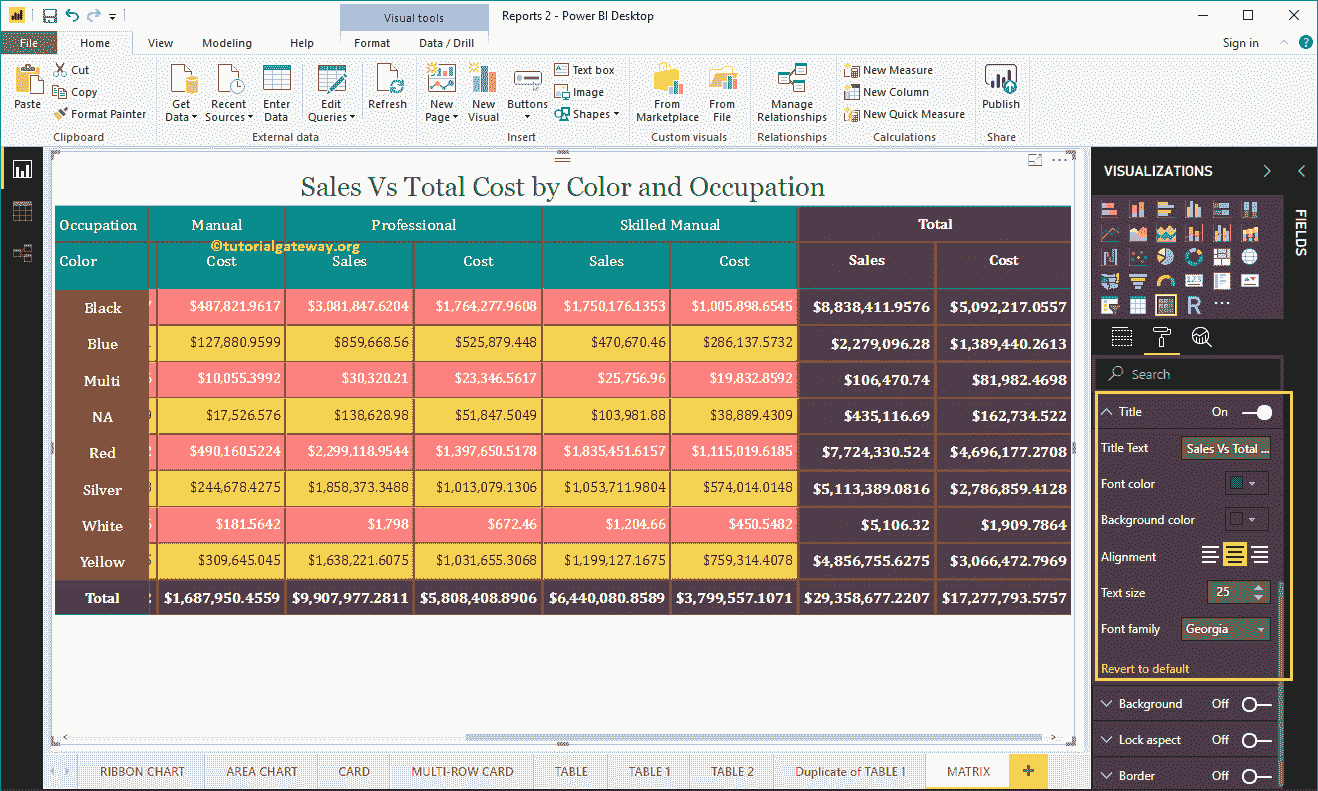 Visual tools
Reports 2 - Power BI Desktop
File Home View Modeling Help Format Data / Drill Sign in
Paste
Cut
Copy
Format Painter
Clipboard
Get Data
Recent Sources
Enter Data
Edit Queries
External data
Refresh
New Page
New Visual
Buttons
Text box
Image
Shapes
Insert
From Marketplace
From File
Custom visuals
Manage Relationships
Relationships
New Measure
New Column
New Quick Measure
Calculations
Publish
Share
Sales Vs Total Cost by Color and Occupation
Occupation Manual Professional Skilled Manual Total
©tutorialgateway.org
Color Cost Sales Cost Sales Cost Sales Cost
Black $487,821.9617 $3,081,847.6204 $1,764,277.9608 $1,750,176.1353 $1,005,898.6545 $8,838,411.9576 $5,092,217.0557
Blue $127,880.9599 $859,668.56 $525,879.448 $470,670.46 $286,137.5732 $2,279,096.28 $1,389,440.2613
Multi $10,055.3992 $30,320.21 $23,346.5617 $25,756.96 $19,832.8592 $106,470.74 $81,982.4698
NA $17,526.576 $138,628.98 $51,847.5049 $103,981.88 $38,889.4309 $435,116.69 $162,734.522
Red $490,160.5224 $2,299,118.9544 $1,397,650.5178 $1,835,451.6157 $1,115,019.6185 $7,724,330.524 $4,696,177.2708
Silver $244,678.4275 $1,858,373.3488 $1,013,079.1306 $1,053,711.9804 $574,014.0148 $5,113,389.0816 $2,786,859.4128
White $181.5642 $1,798 $672.46 $1,204.66 $450.5482 $5,106.32 $1,909.7864
Yellow $309,645.045 $1,638,221.6075 $1,031,655.3068 $1,199,127.1675 $759,314.4078 $4,856,755.6275 $3,066,472.7969
Total $1,687,950.4559 $9,907,977.2811 $5,808,408.8906 $6,440,080.8589 $3,799,557.1071 $29,358,677.2207 $17,277,793.5757
VISUALIZATIONS
FIELDS
R
Search
Title On
Title Text Sales Vs Total ...
Font color
Background color
Alignment
Text size 25
Font family Georgia
Revert to default
Background Off
Lock aspect Off
Border Off
RIBBON CHART AREA CHART CARD MULTI-ROW CARD TABLE TABLE 1 TABLE 2 Duplicate of TABLE 1 MATRIX +